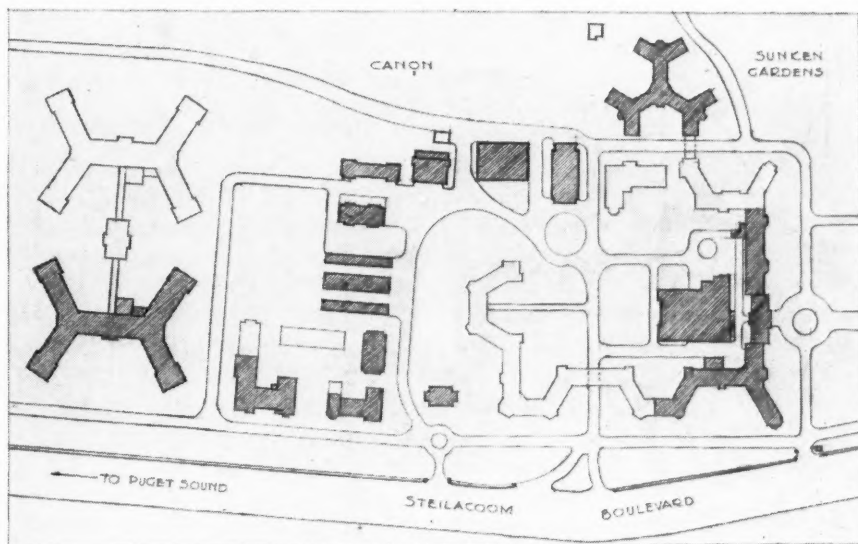 CANON
SUNKEN
GARDENS
TO PUGET SOUND
STEILACOOM BOULEVARD